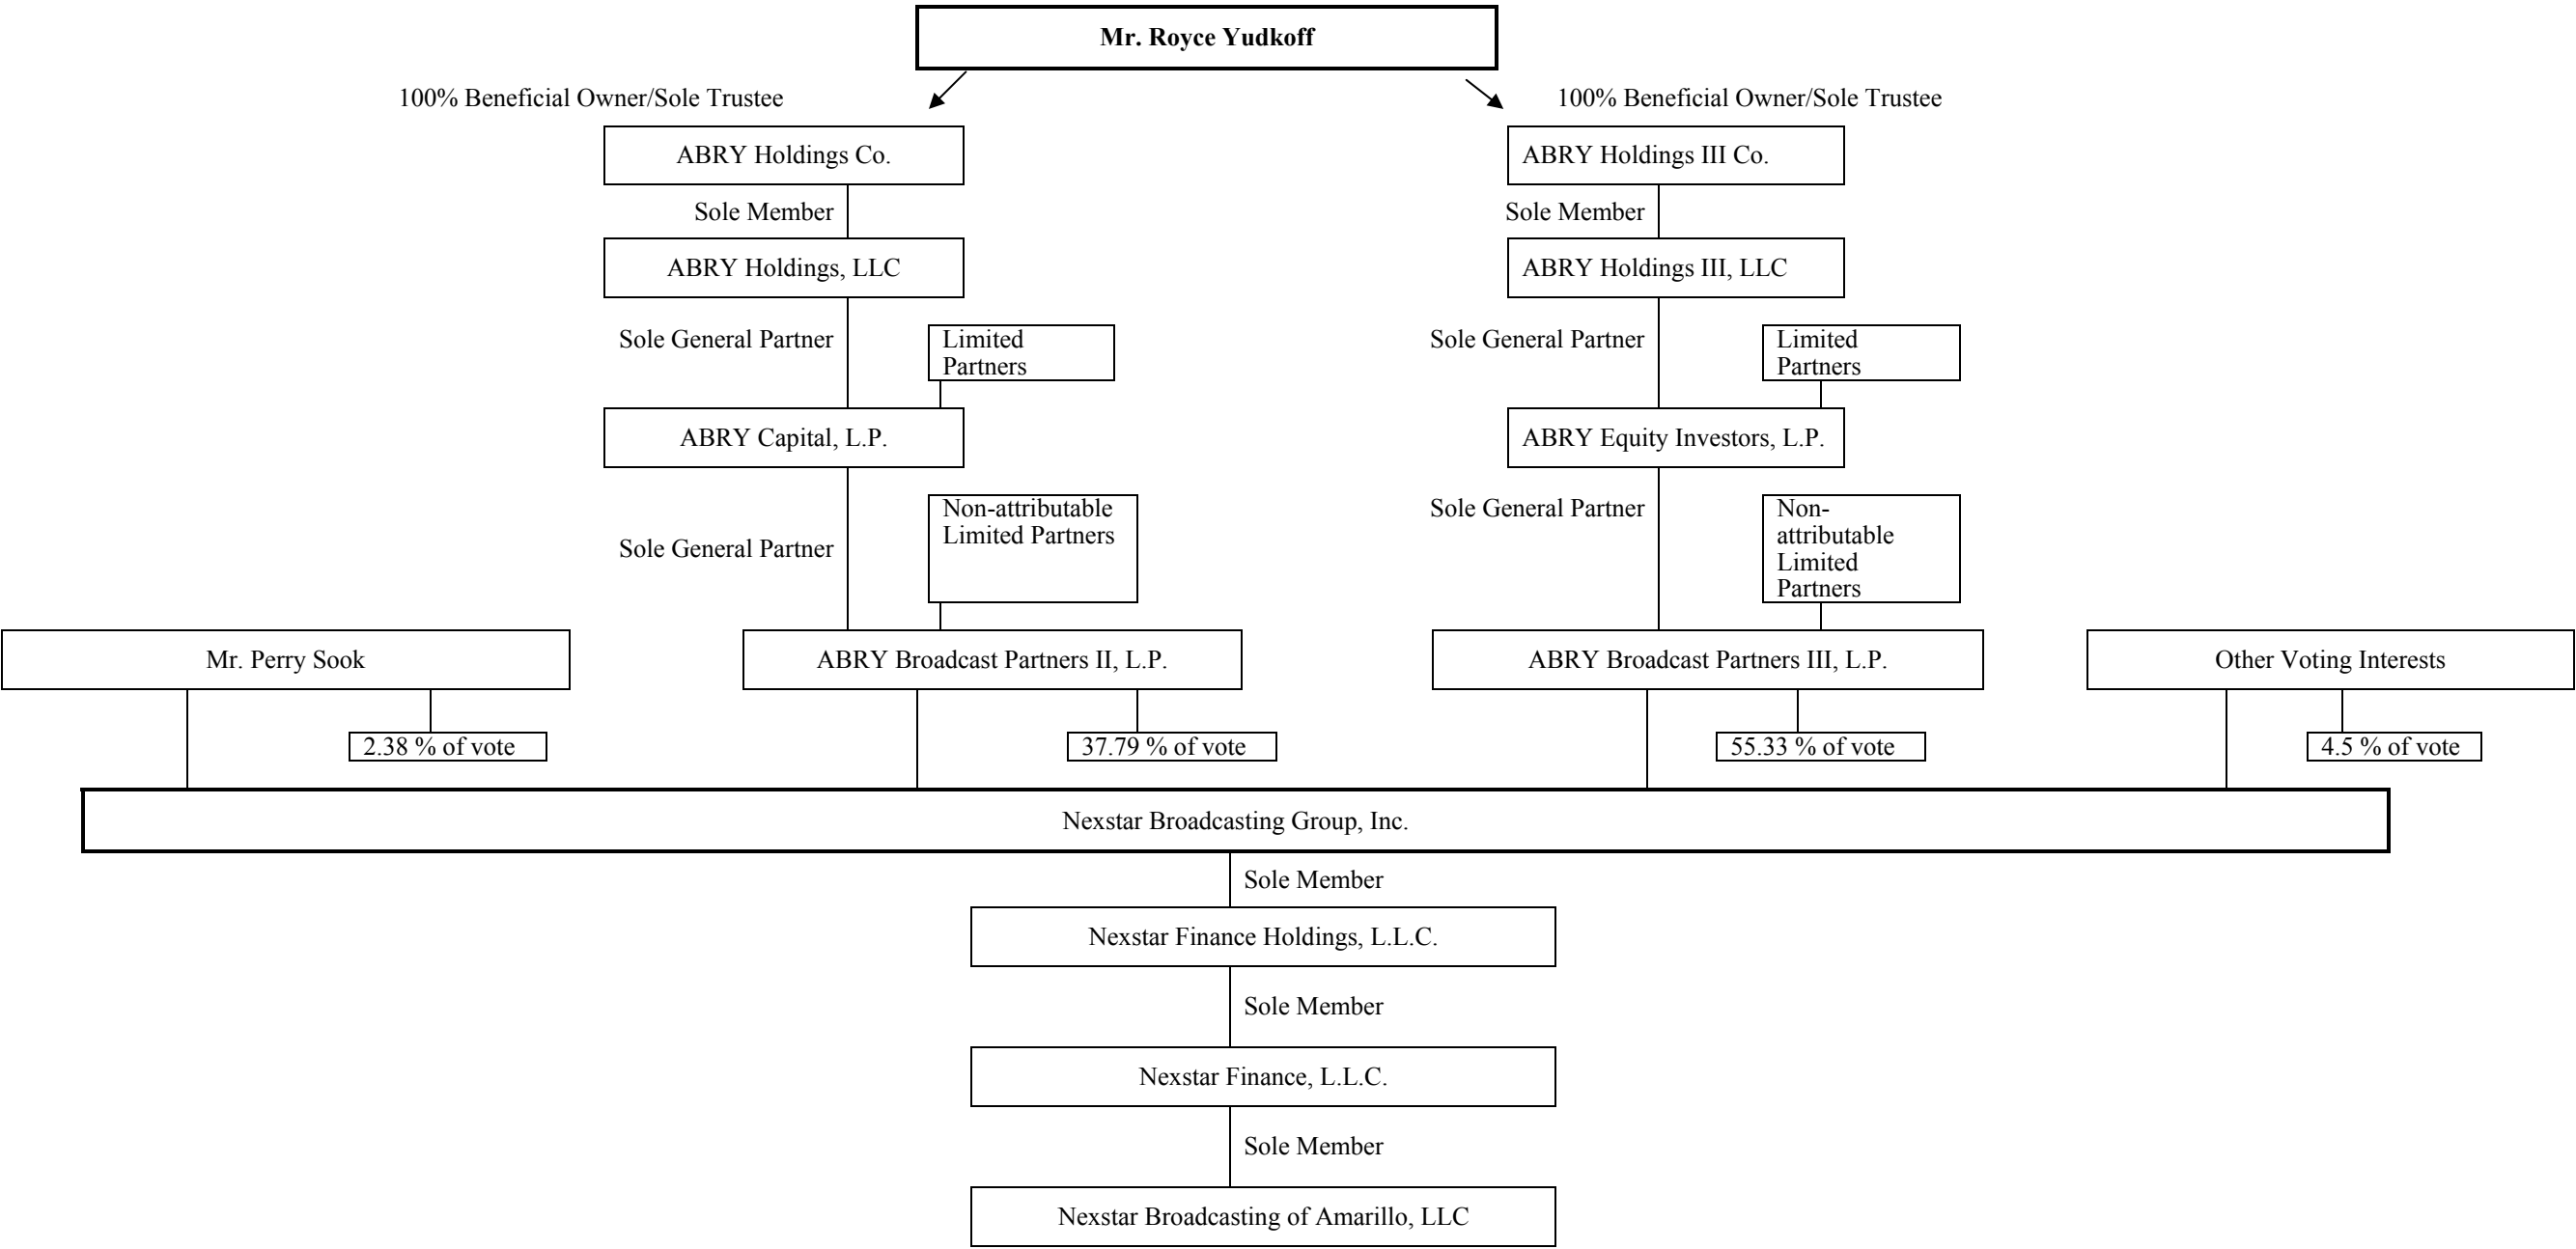 Mr. Royce Yudkoff
100% Beneficial Owner/Sole Trustee
100% Beneficial Owner/Sole Trustee
ABRY Holdings Co.
ABRY Holdings III Co.
Sole Member
Sole Member
ABRY Holdings, LLC
ABRY Holdings III, LLC
Sole General Partner
Limited
Partners
Sole General Partner
Limited
Partners
ABRY Capital, L.P.
ABRY Equity Investors, L.P.
Sole General Partner
Non-attributable
Limited Partners
Sole General Partner
Non-
attributable
Limited
Partners
Mr. Perry Sook
ABRY Broadcast Partners II, L.P.
ABRY Broadcast Partners III, L.P.
Other Voting Interests
2.38 % of vote
37.79 % of vote
55.33 % of vote
4.5 % of vote
Nexstar Broadcasting Group, Inc.
Sole Member
Nexstar Finance Holdings, L.L.C.
Sole Member
Nexstar Finance, L.L.C.
Sole Member
Nexstar Broadcasting of Amarillo, LLC